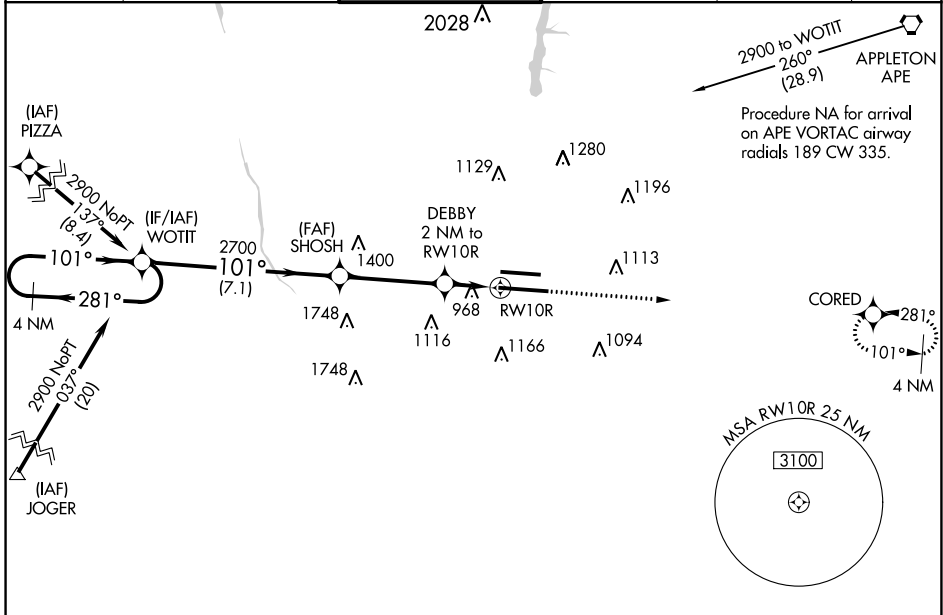 2028
2900 to WOTIT
260°
(28.9)
APPLETON
APE
Procedure NA for arrival
on APE VORTAC airway
radials 189 CW 335.
(IAF)
PIZZA
2900 NoPT
137°
(8.4)
(IF/IAF)
WOTIT
101°
281°
4 NM
2700
101°
(7.1)
(FAF)
SHOSH
1400
DEBBY
2 NM to
RW10R
1129
1280
1196
1113
968
RW10R
1748
1116
1166
1094
1748
2900 NoPT
037°
(20)
(IAF)
JOGER
CORED
281°
101°
4 NM
MSA RW10R 25 NM
3100